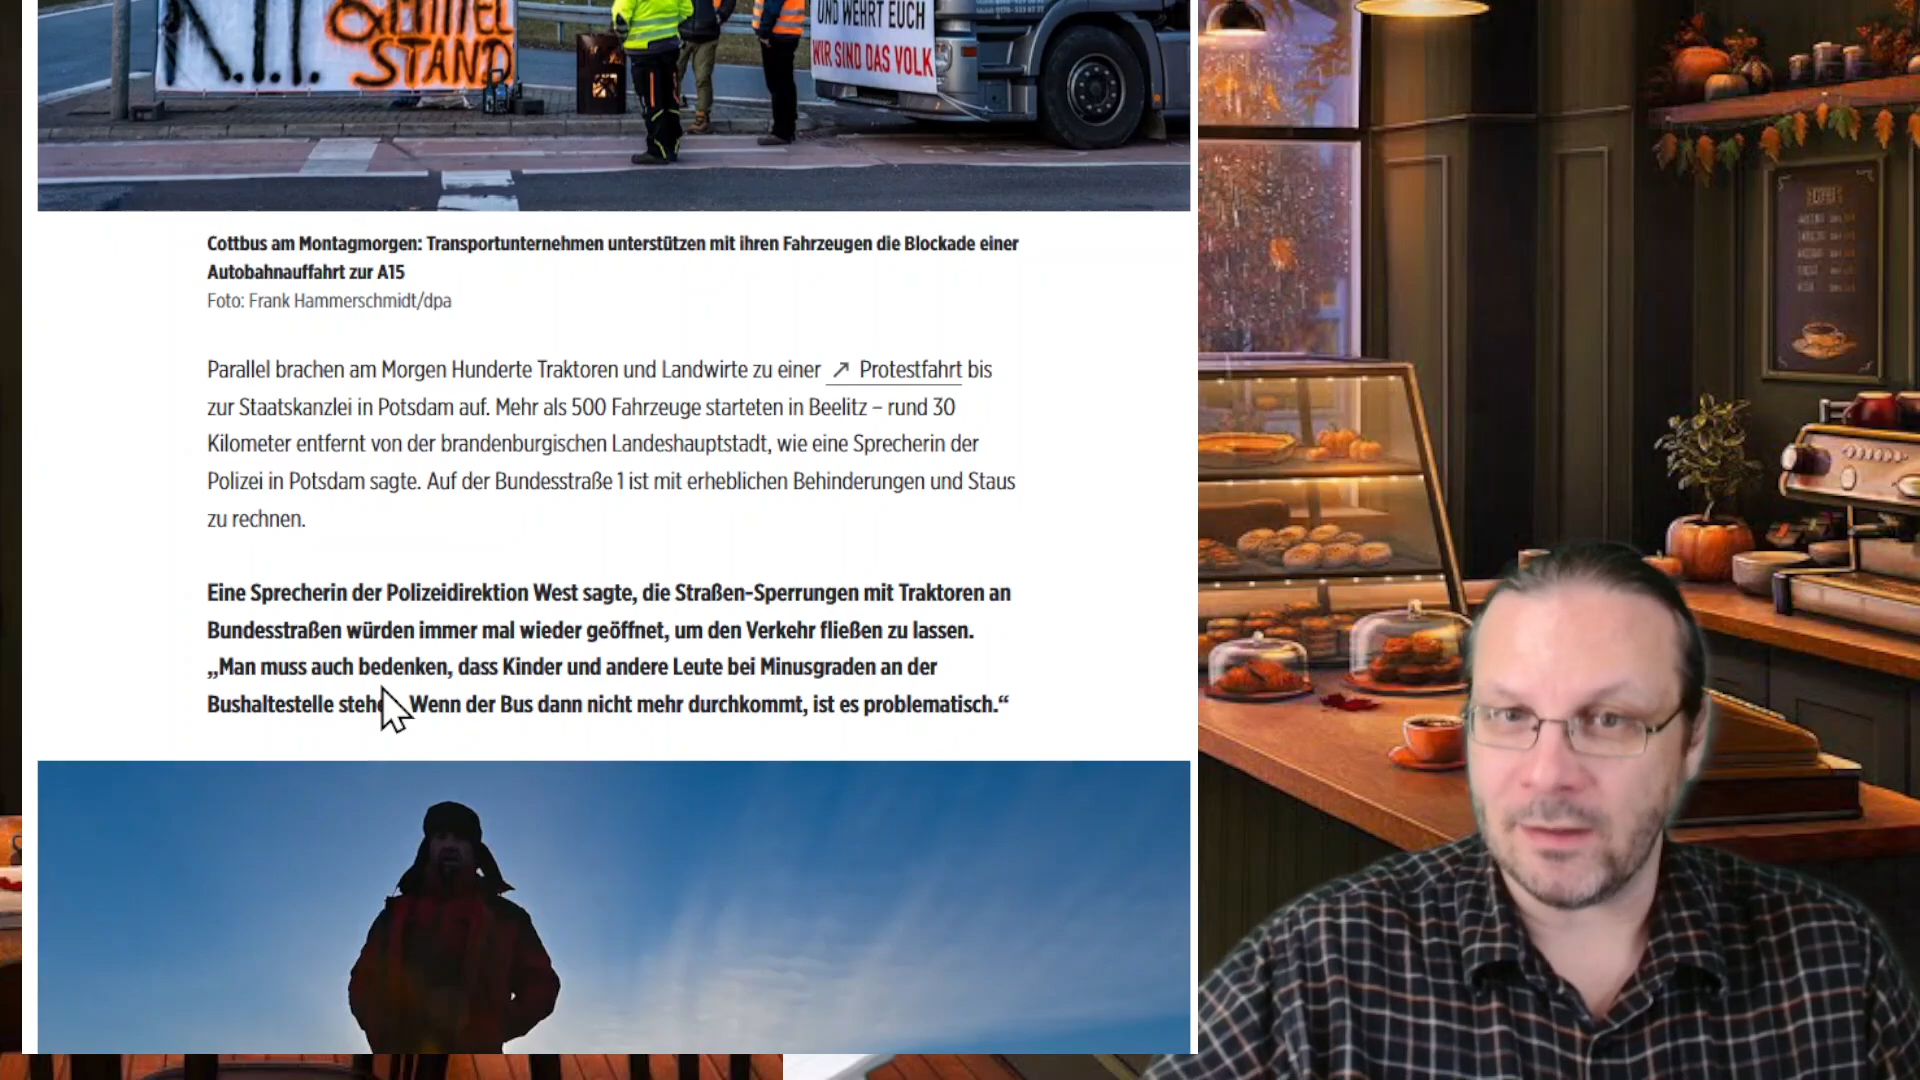 & MITTEL
STAND
UND WEHRT EUCH
WIR SIND DAS VOLK
Cottbus am Montagmorgen: Transportunternehmen unterstützen mit ihren Fahrzeugen die Blockade einer
Autobahnauffahrt zur A15
Foto: Frank Hammerschmidt/dpa
Parallel brachen am Morgen Hunderte Traktoren und Landwirte zu einer ↗ Protestfahrt bis
zur Staatskanzlei in Potsdam auf. Mehr als 500 Fahrzeuge starteten in Beelitz – rund 30
Kilometer entfernt von der brandenburgischen Landeshauptstadt, wie eine Sprecherin der
Polizei in Potsdam sagte. Auf der Bundesstraße 1 ist mit erheblichen Behinderungen und Staus
zu rechnen.
Eine Sprecherin der Polizeidirektion West sagte, die Straßen-Sperrungen mit Traktoren an
Bundesstraßen würden immer mal wieder geöffnet, um den Verkehr fließen zu lassen.
„Man muss auch bedenken, dass Kinder und andere Leute bei Minusgraden an der
Bushaltestelle stehe Wenn der Bus dann nicht mehr durchkommt, ist es problematisch.“